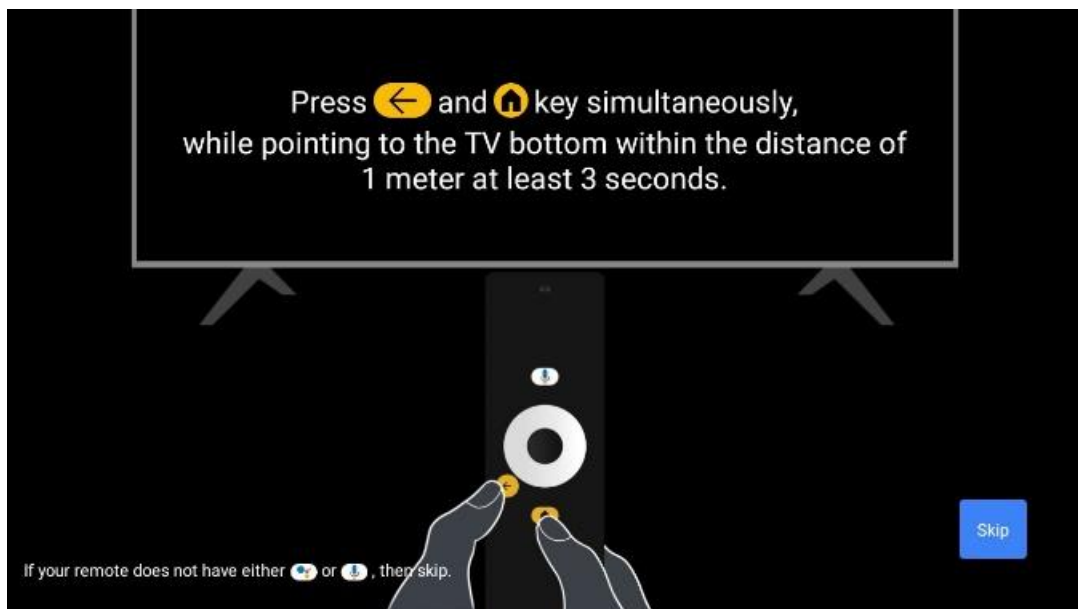 Press and key simultaneously,
while pointing to the TV bottom within the distance of
1 meter at least 3 seconds.
Skip
If your remote does not have either or , then skip.